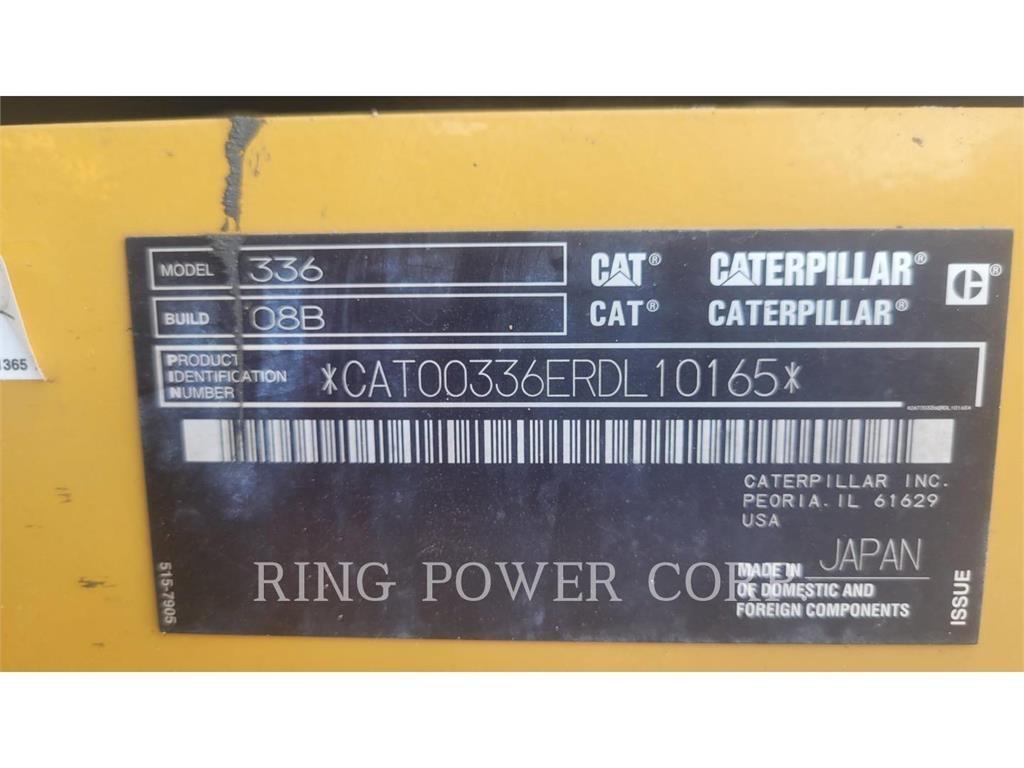 MODEL 336
BUILD 08B
CAT® CATERPILLAR® C®
CAT® CATERPILLAR®
PRODUCT
IDENTIFICATION
NUMBER
*CAT00336ERDL10165*
CATERPILLAR INC.
PEORIA. IL 61629
USA
MADE IN JAPAN
OF DOMESTIC AND
FOREIGN COMPONENTS
ISSUE
515-7905
1365
RING POWER CORP.